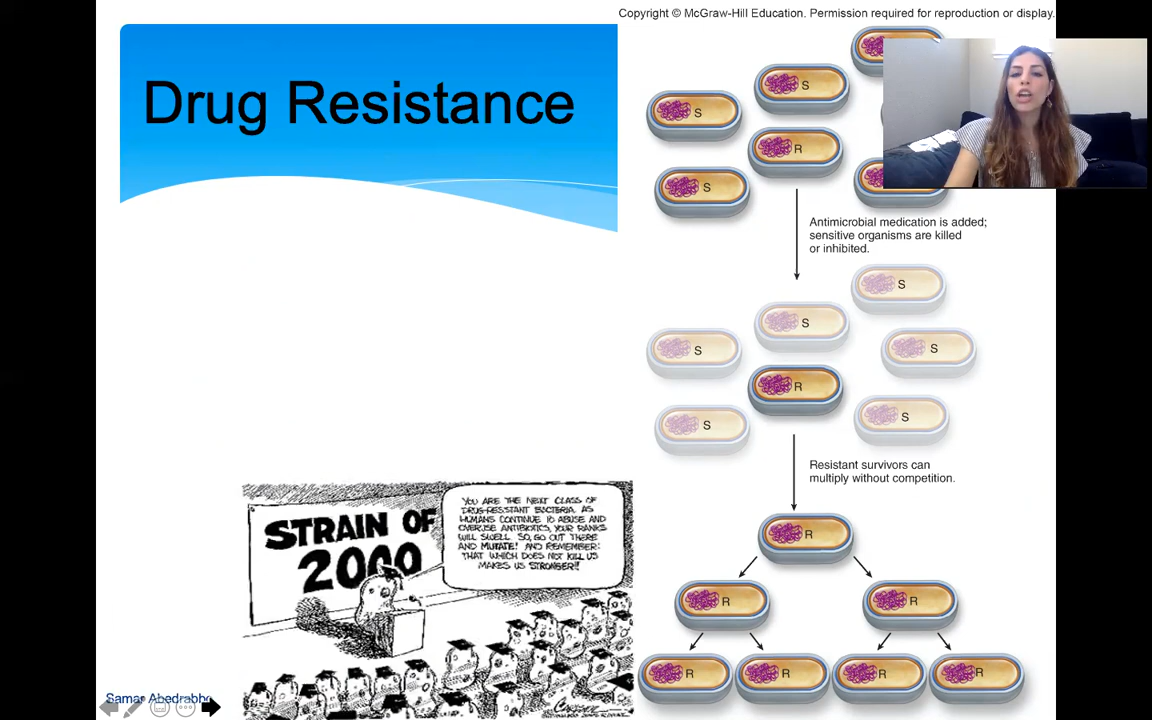 Copyright © McGraw-Hill Education. Permission required for reproduction or display.
Drug Resistance
S
S
R
S
Antimicrobial medication is added;
sensitive organisms are killed
or inhibited.
S
S
S
S
R
S
S
Resistant survivors can
multiply without competition.
R
R
R
R
R
R
R
STRAIN OF
2000
YOU ARE THE NEXT CLASS OF
DRUG-RESISTANT BACTERIA. AS
HUMANS CONTINUE TO ABUSE AND
OVERUSE ANTIBIOTICS, YOUR RANKS
WILL SWELL. SO, GO OUT THERE
AND MUTATE! AND REMEMBER:
THAT WHICH DOES NOT KILL US
MAKES US STRONGER!!
Samar Abedrabbo